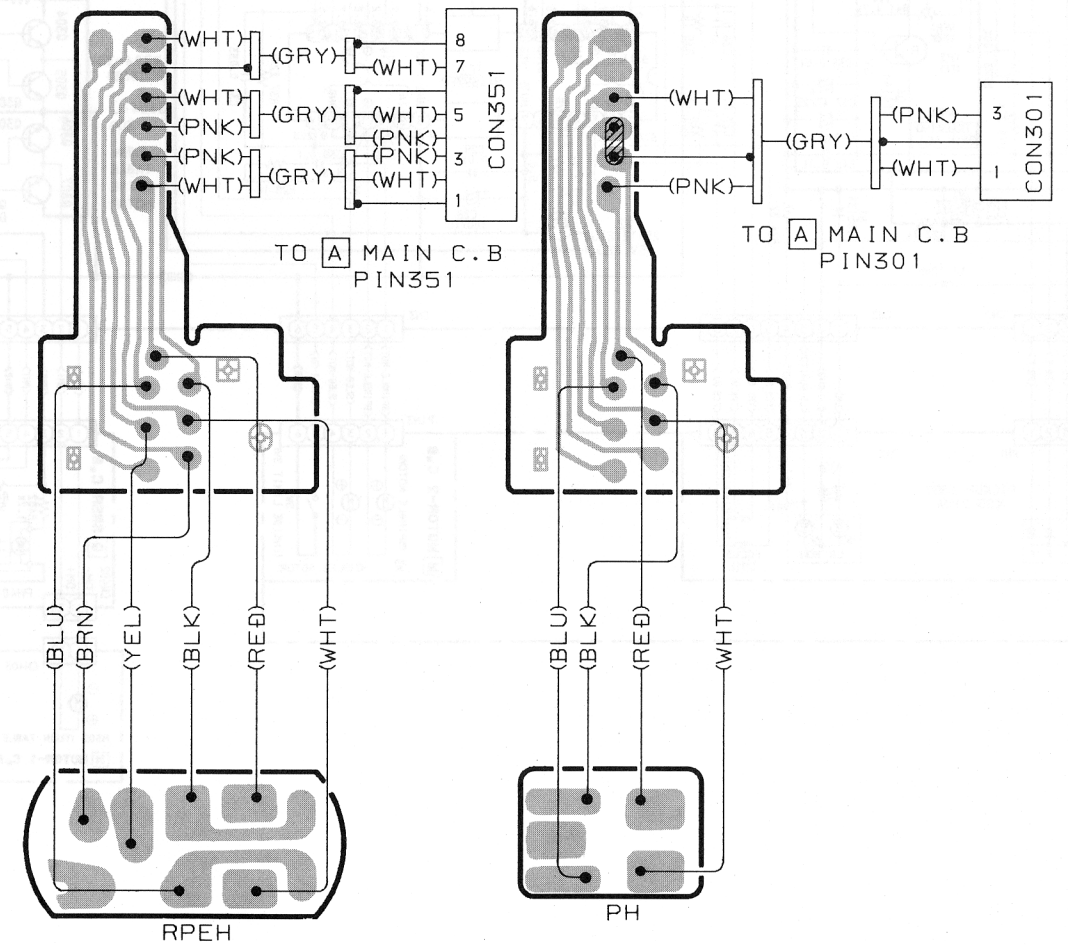 (WHT)
(GRY)
8
(WHT)
7
(WHT)
(GRY)
(WHT)
5
(PNK)
(PNK)
(PNK)
(PNK)
3
(GRY)
(WHT)
(WHT)
1
CON351
TO A MAIN C.B
PIN351
(WHT)
(GRY)
(PNK)
(PNK)
3
(WHT)
1
CON301
TO A MAIN C.B
PIN301
(BLU)
(BRN)
(YEL)
(BLK)
(RED)
(WHT)
(BLU)
(BLK)
(RED)
(WHT)
RPEH
PH